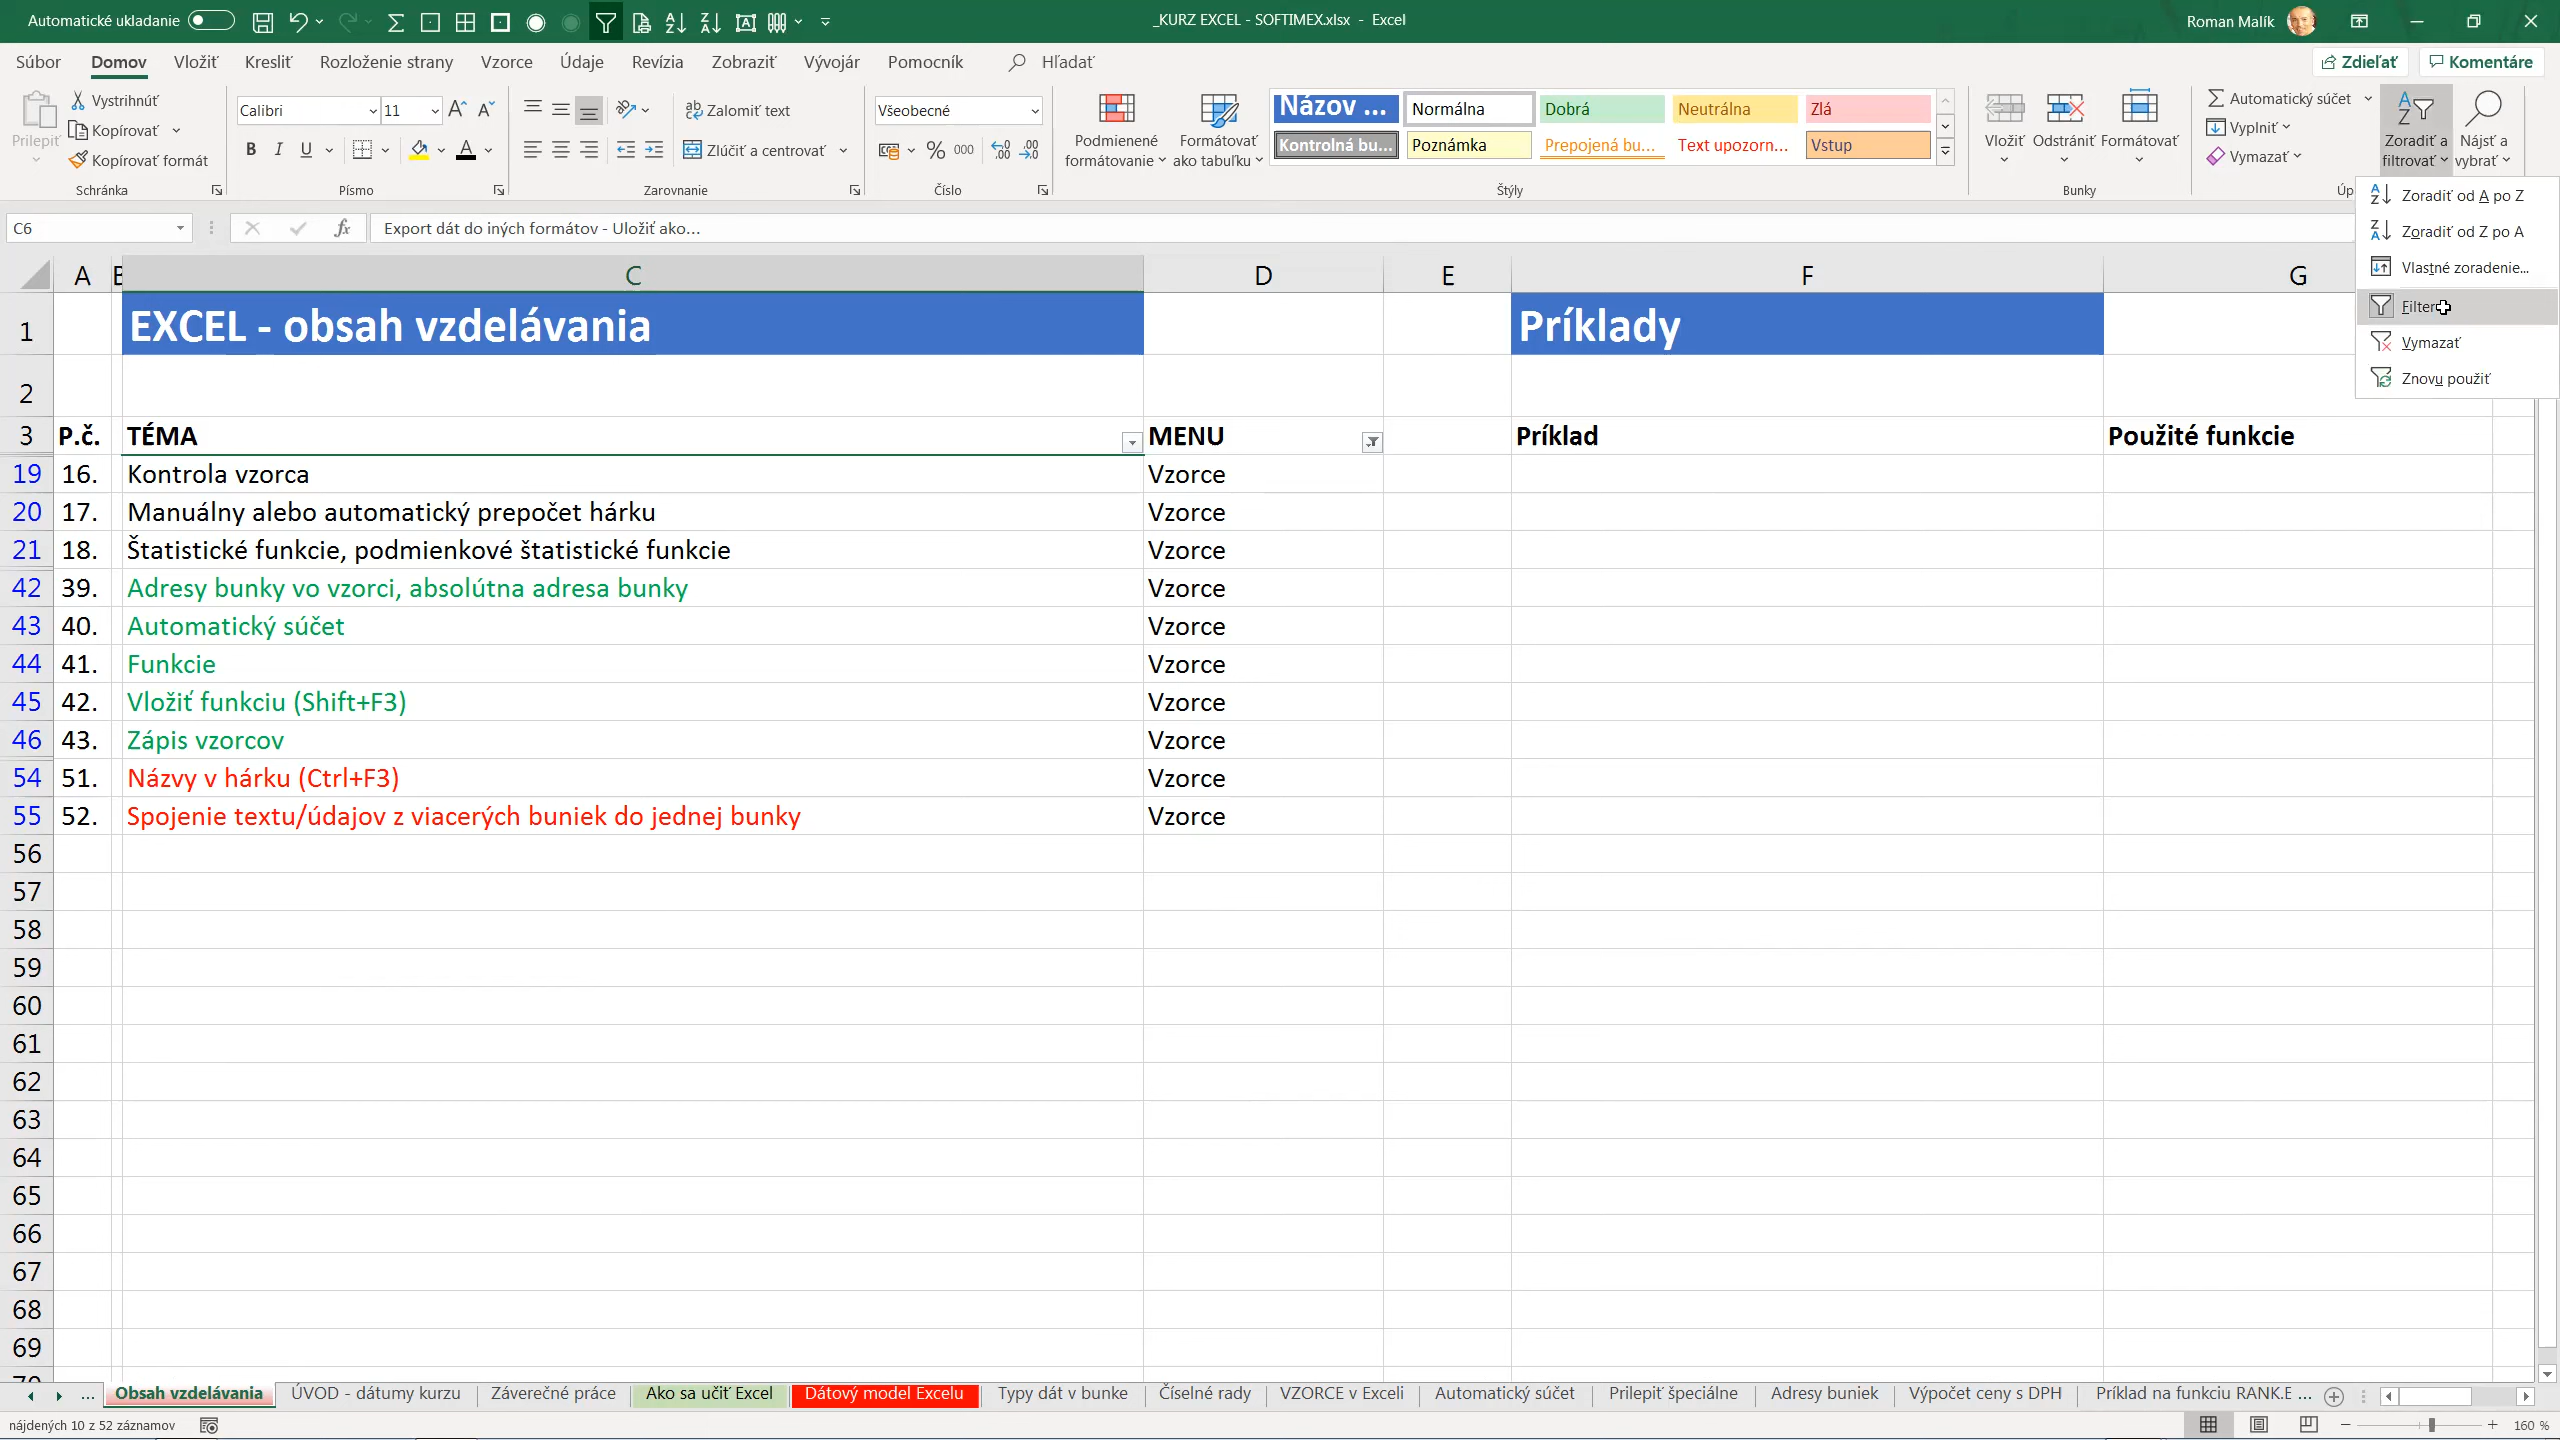 Automatické ukladanie
_KURZ EXCEL - SOFTIMEX.xlsx - Excel
Roman Malík
Súbor Domov Vložiť Kresliť Rozloženie strany Vzorce Údaje Revízia Zobraziť Vývojár Pomocník Hľadať Zdieľať Komentáre
Prilepiť
Vystrihnúť
Kopírovať
Kopírovať formát
Schránka
Calibri 11
B I U
Písmo
Zalomiť text
Zlúčiť a centrovať
Zarovnanie
Všeobecné
% 000
Číslo
Podmienené formátovanie
Formátovať ako tabuľku
Názov ... Normálna Dobrá Neutrálna Zlá
Kontrolná bu... Poznámka Prepojená bu... Text upozorn... Vstup
Štýly
Vložiť Odstrániť Formátovať
Bunky
Automatický súčet
Vyplniť
Vymazať
Zoradiť a filtrovať
Nájsť a vybrať
Úp
Zoradiť od A po Z
Zoradiť od Z po A
Vlastné zoradenie...
Filter
Vymazať
Znovu použiť
C6 fx Export dát do iných formátov - Uložiť ako...
A B C D E F G
1 EXCEL - obsah vzdelávania Príklady
2
3 P.č. TÉMA MENU Príklad Použité funkcie
19 16. Kontrola vzorca Vzorce
20 17. Manuálny alebo automatický prepočet hárku Vzorce
21 18. Štatistické funkcie, podmienkové štatistické funkcie Vzorce
42 39. Adresy bunky vo vzorci, absolútna adresa bunky Vzorce
43 40. Automatický súčet Vzorce
44 41. Funkcie Vzorce
45 42. Vložiť funkciu (Shift+F3) Vzorce
46 43. Zápis vzorcov Vzorce
54 51. Názvy v hárku (Ctrl+F3) Vzorce
55 52. Spojenie textu/údajov z viacerých buniek do jednej bunky Vzorce
56
57
58
59
60
61
62
63
64
65
66
67
68
69
... Obsah vzdelávania ÚVOD - dátumy kurzu Záverečné práce Ako sa učiť Excel Dátový model Excelu Typy dát v bunke Číselné rady VZORCE v Exceli Automatický súčet Prilepiť špeciálne Adresy buniek Výpočet ceny s DPH Príklad na funkciu RANK.E ...
nájdených 10 z 52 záznamov
160 %